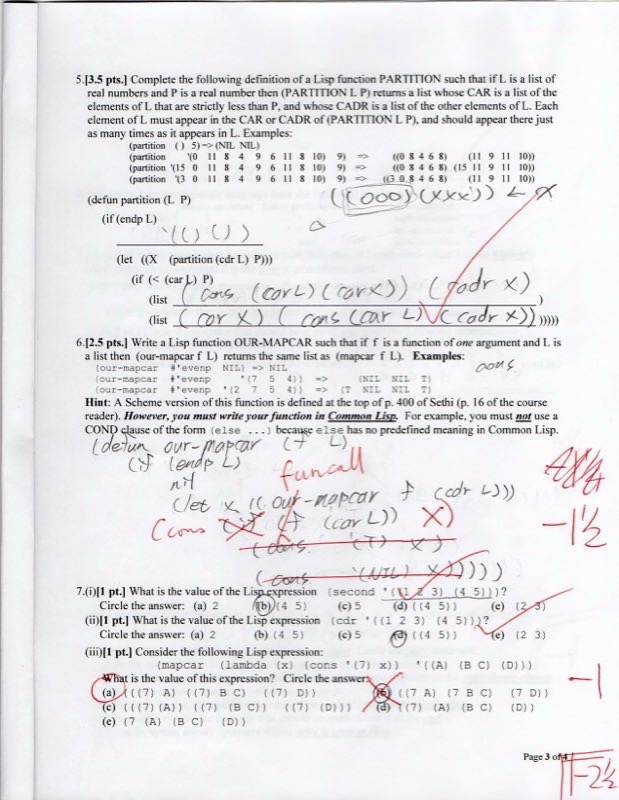 5.[3.5 pts.] Complete the following definition of a Lisp function PARTITION such that if L is a list of
real numbers and P is a real number then (PARTITION L P) returns a list whose CAR is a list of the
elements of L that are strictly less than P, and whose CADR is a list of the other elements of L. Each
element of L must appear in the CAR or CADR of (PARTITION L P), and should appear there just
as many times as it appears in L. Examples:
(partition () 5) => (NIL NIL)
(partition '(0 11 8 4 9 6 11 8 10) 9) => ((0 8 4 6 8) (11 9 11 10))
(partition '(15 0 11 8 4 9 6 11 8 10) 9) => ((0 8 4 6 8) (15 11 9 11 10))
(partition '(3 0 11 8 4 9 6 11 8 10) 9) => ((3 0 8 4 6 8) (11 9 11 10))
(defun partition (L P)
((000)(XXX)) ← X
(if (endp L)
'(() ())
(let ((X (partition (cdr L) P)))
(if (< (car L) P)
(list (cons (car L) (car X)) (cadr X) )
(list (car X) (cons (car L) (cadr X)) )))))
6.[2.5 pts.] Write a Lisp function OUR-MAPCAR such that if f is a function of one argument and L is
a list then (our-mapcar f L) returns the same list as (mapcar f L). Examples:
(our-mapcar #'evenp NIL) => NIL
cons
(our-mapcar #'evenp '(7 5 4)) => (NIL NIL T)
(our-mapcar #'evenp '(2 7 5 4)) => (T NIL NIL T)
Hint: A Scheme version of this function is defined at the top of p. 400 of Sethi (p. 16 of the course
reader). However, you must write your function in Common Lisp. For example, you must not use a
COND clause of the form (else ...) because else has no predefined meaning in Common Lisp.
(defun our-mapcar (f L)
(if (endp L)
nil
funcall
(let x ((our-mapcar f (cdr L)))
(cons (if (f (car L)) X)
-1½
(cons '(T) X)
(cons '(NIL) X)))))
7.(i)[1 pt.] What is the value of the Lisp expression (second '((1 2 3) (4 5)))?
Circle the answer: (a) 2 (b) (4 5) (c) 5 (d) ((4 5)) (e) (2 3)
(ii)[1 pt.] What is the value of the Lisp expression (cdr '((1 2 3) (4 5)))?
Circle the answer: (a) 2 (b) (4 5) (c) 5 (d) ((4 5)) (e) (2 3)
(iii)[1 pt.] Consider the following Lisp expression:
(mapcar (lambda (x) (cons '(7) x)) '((A) (B C) (D)))
What is the value of this expression? Circle the answer:
-1
(a) (((7) A) ((7) B C) ((7) D)) (b) ((7 A) (7 B C) (7 D))
(c) (((7)(A)) ((7) (B C)) ((7) (D))) (d) ((7) (A) (B C) (D))
(e) (7 (A) (B C) (D))
Page 3 of 4
-2½